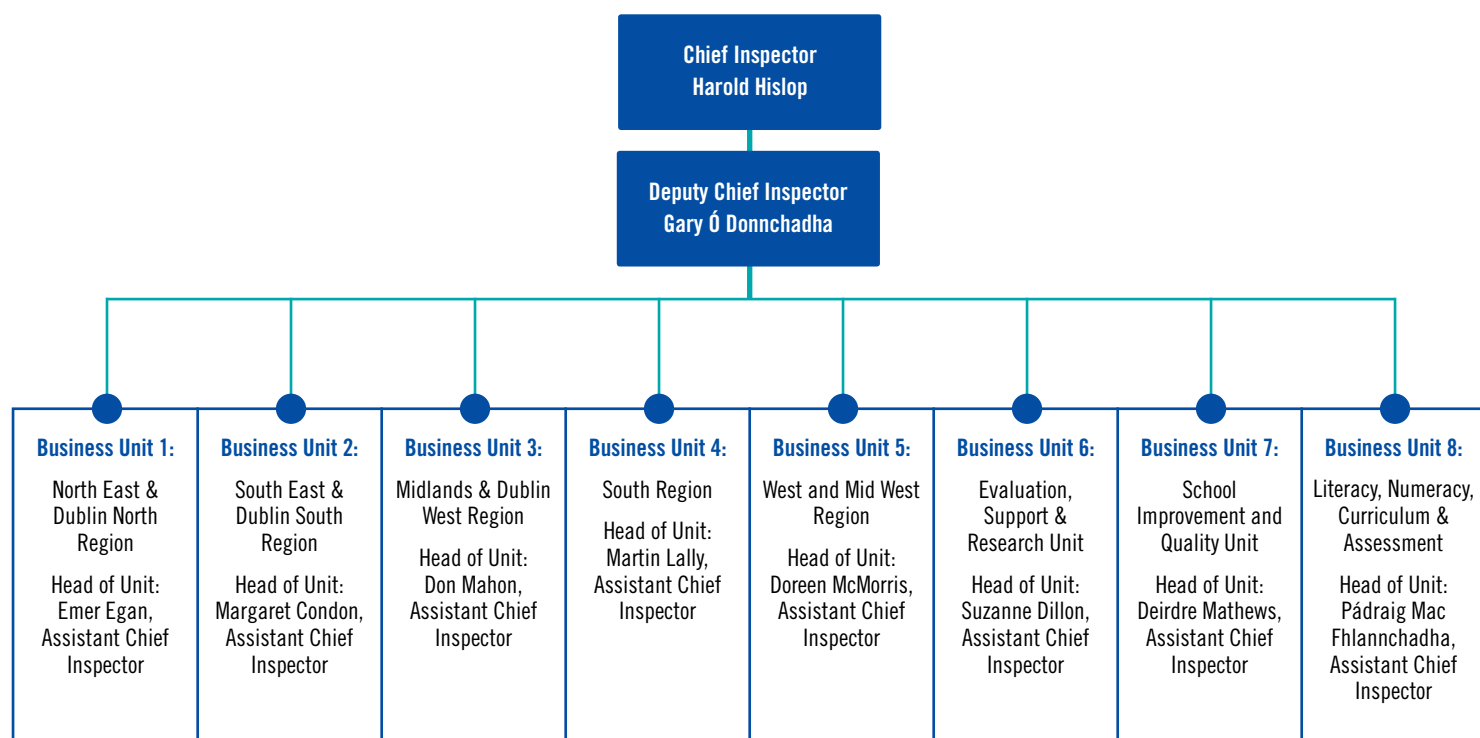 Chief Inspector
Harold Hislop
Deputy Chief Inspector
Gary Ó Donnchadha
Business Unit 1:
North East &
Dublin North
Region
Head of Unit:
Emer Egan,
Assistant Chief
Inspector
Business Unit 2:
South East &
Dublin South
Region
Head of Unit:
Margaret Condon,
Assistant Chief
Inspector
Business Unit 3:
Midlands & Dublin
West Region
Head of Unit:
Don Mahon,
Assistant Chief
Inspector
Business Unit 4:
South Region
Head of Unit:
Martin Lally,
Assistant Chief
Inspector
Business Unit 5:
West and Mid West
Region
Head of Unit:
Doreen McMorris,
Assistant Chief
Inspector
Business Unit 6:
Evaluation,
Support &
Research Unit
Head of Unit:
Suzanne Dillon,
Assistant Chief
Inspector
Business Unit 7:
School
Improvement and
Quality Unit
Head of Unit:
Deirdre Mathews,
Assistant Chief
Inspector
Business Unit 8:
Literacy, Numeracy,
Curriculum &
Assessment
Head of Unit:
Pádraig Mac
Fhlannchadha,
Assistant Chief
Inspector